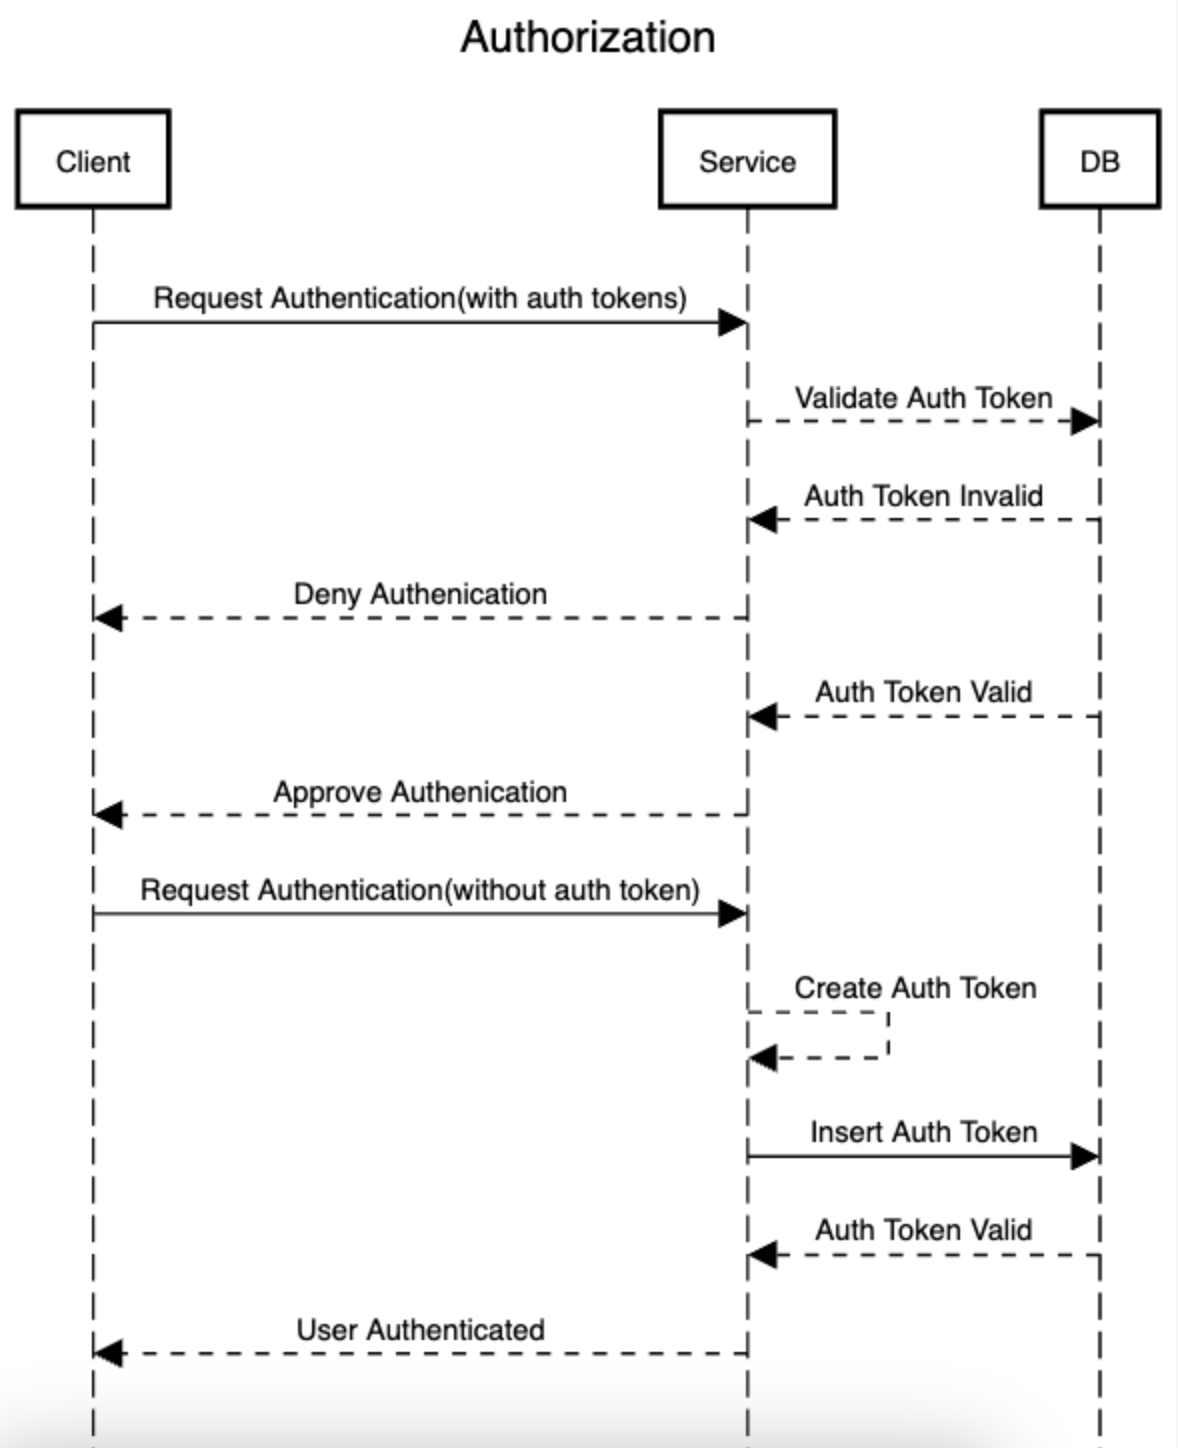 Authorization
Client
Service
DB
Request Authentication(with auth tokens)
Validate Auth Token
Auth Token Invalid
Deny Authenication
Auth Token Valid
Approve Authenication
Request Authentication(without auth token)
Create Auth Token
Insert Auth Token
Auth Token Valid
User Authenticated